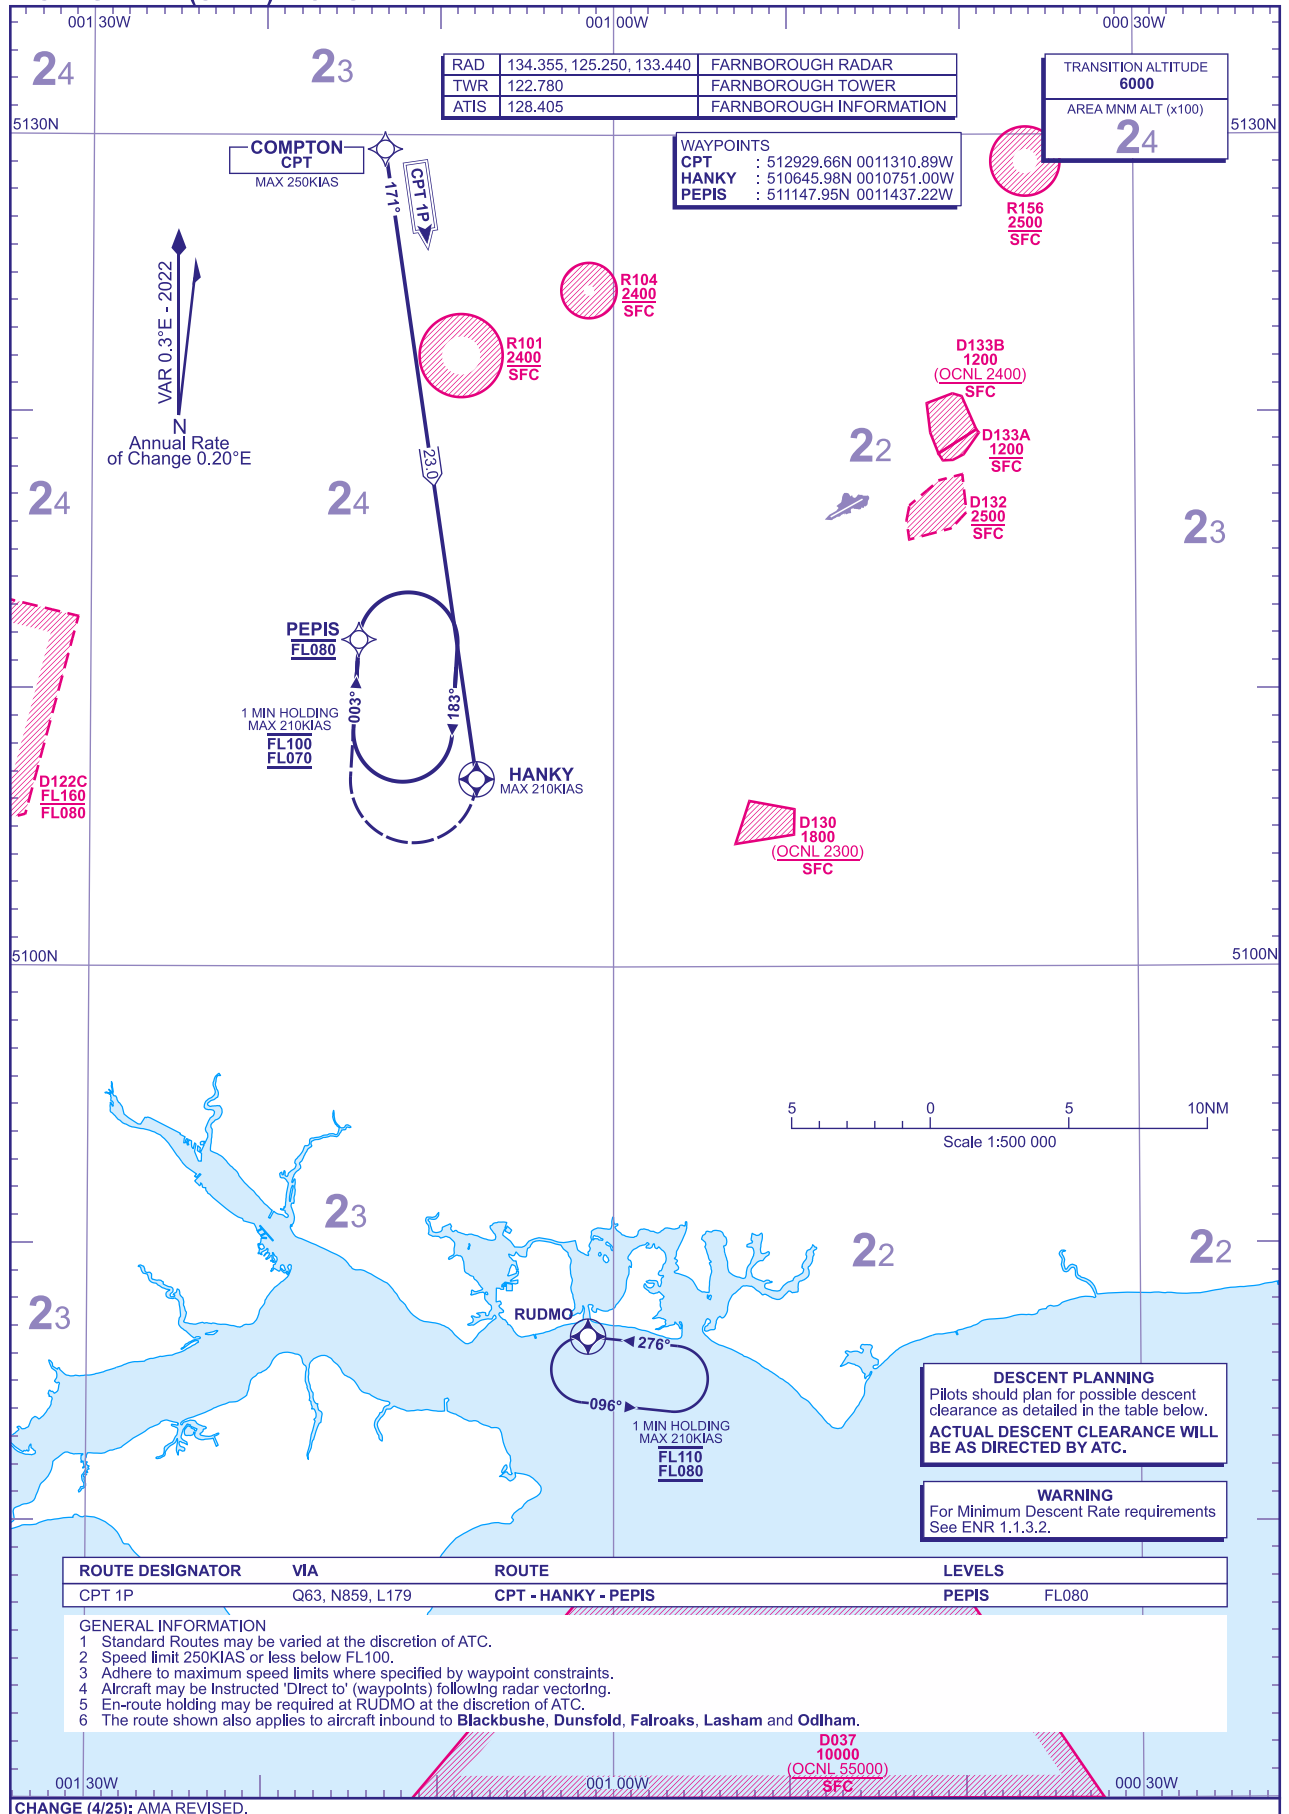 001 30W
001 00W
000 30W
24
23
RAD 134.355, 125.250, 133.440 FARNBOROUGH RADAR
TWR 122.780 FARNBOROUGH TOWER
ATIS 128.405 FARNBOROUGH INFORMATION
TRANSITION ALTITUDE
6000
AREA MNM ALT (x100)
24
5130N
5130N
COMPTON
CPT
MAX 250KIAS
WAYPOINTS
CPT : 512929.66N 0011310.89W
HANKY : 510645.98N 0010751.00W
PEPIS : 511147.95N 0011437.22W
171°
CPT 1P
R156
2500
SFC
VAR 0.3°E - 2022
N
Annual Rate
of Change 0.20°E
R104
2400
SFC
R101
2400
SFC
D133B
1200
(OCNL 2400)
SFC
D133A
1200
SFC
22
23.0
24
24
D132
2500
SFC
23
PEPIS
FL080
003°
183°
1 MIN HOLDING
MAX 210KIAS
FL100
FL070
HANKY
MAX 210KIAS
D122C
FL160
FL080
D130
1800
(OCNL 2300)
SFC
5100N
5100N
5 0 5 10NM
Scale 1:500 000
23
22
22
23
RUDMO
276°
096°
1 MIN HOLDING
MAX 210KIAS
FL110
FL080
DESCENT PLANNING
Pilots should plan for possible descent
clearance as detailed in the table below.
ACTUAL DESCENT CLEARANCE WILL
BE AS DIRECTED BY ATC.
WARNING
For Minimum Descent Rate requirements
See ENR 1.1.3.2.
ROUTE DESIGNATOR VIA ROUTE LEVELS
CPT 1P Q63, N859, L179 CPT - HANKY - PEPIS PEPIS FL080
GENERAL INFORMATION
1 Standard Routes may be varied at the discretion of ATC.
2 Speed limit 250KIAS or less below FL100.
3 Adhere to maximum speed limits where specified by waypoint constraints.
4 Aircraft may be instructed 'Direct to' (waypoints) following radar vectoring.
5 En-route holding may be required at RUDMO at the discretion of ATC.
6 The route shown also applies to aircraft inbound to Blackbushe, Dunsfold, Fairoaks, Lasham and Odiham.
D037
10000
(OCNL 55000)
SFC
001 30W
001 00W
000 30W
CHANGE (4/25): AMA REVISED.